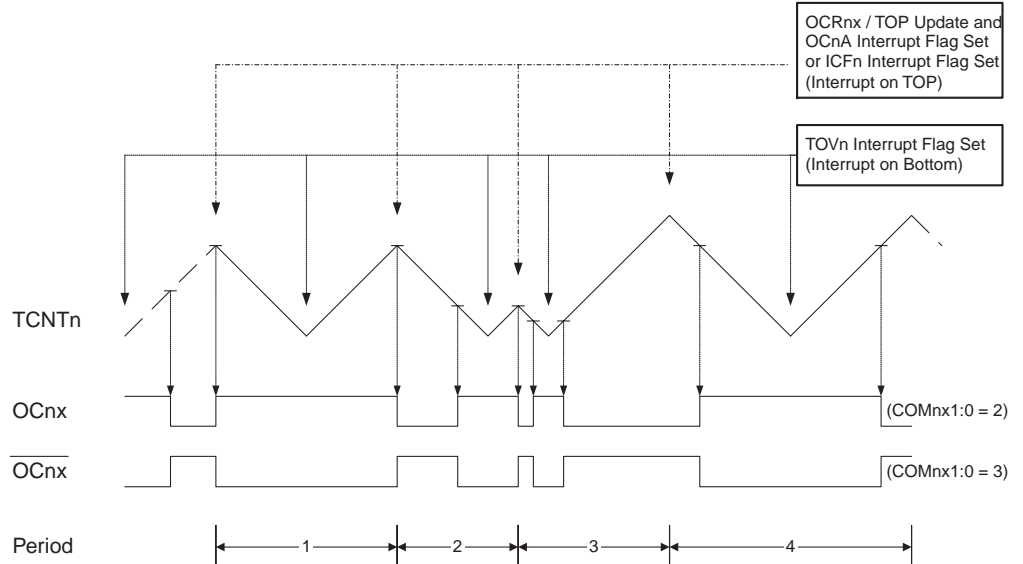 OCRnx / TOP Update and
OCnA Interrupt Flag Set
or ICFn Interrupt Flag Set
(Interrupt on TOP)
TOVn Interrupt Flag Set
(Interrupt on Bottom)
TCNTn
OCnx
(COMnx1:0 = 2)
OCnx
(COMnx1:0 = 3)
Period
1
2
3
4